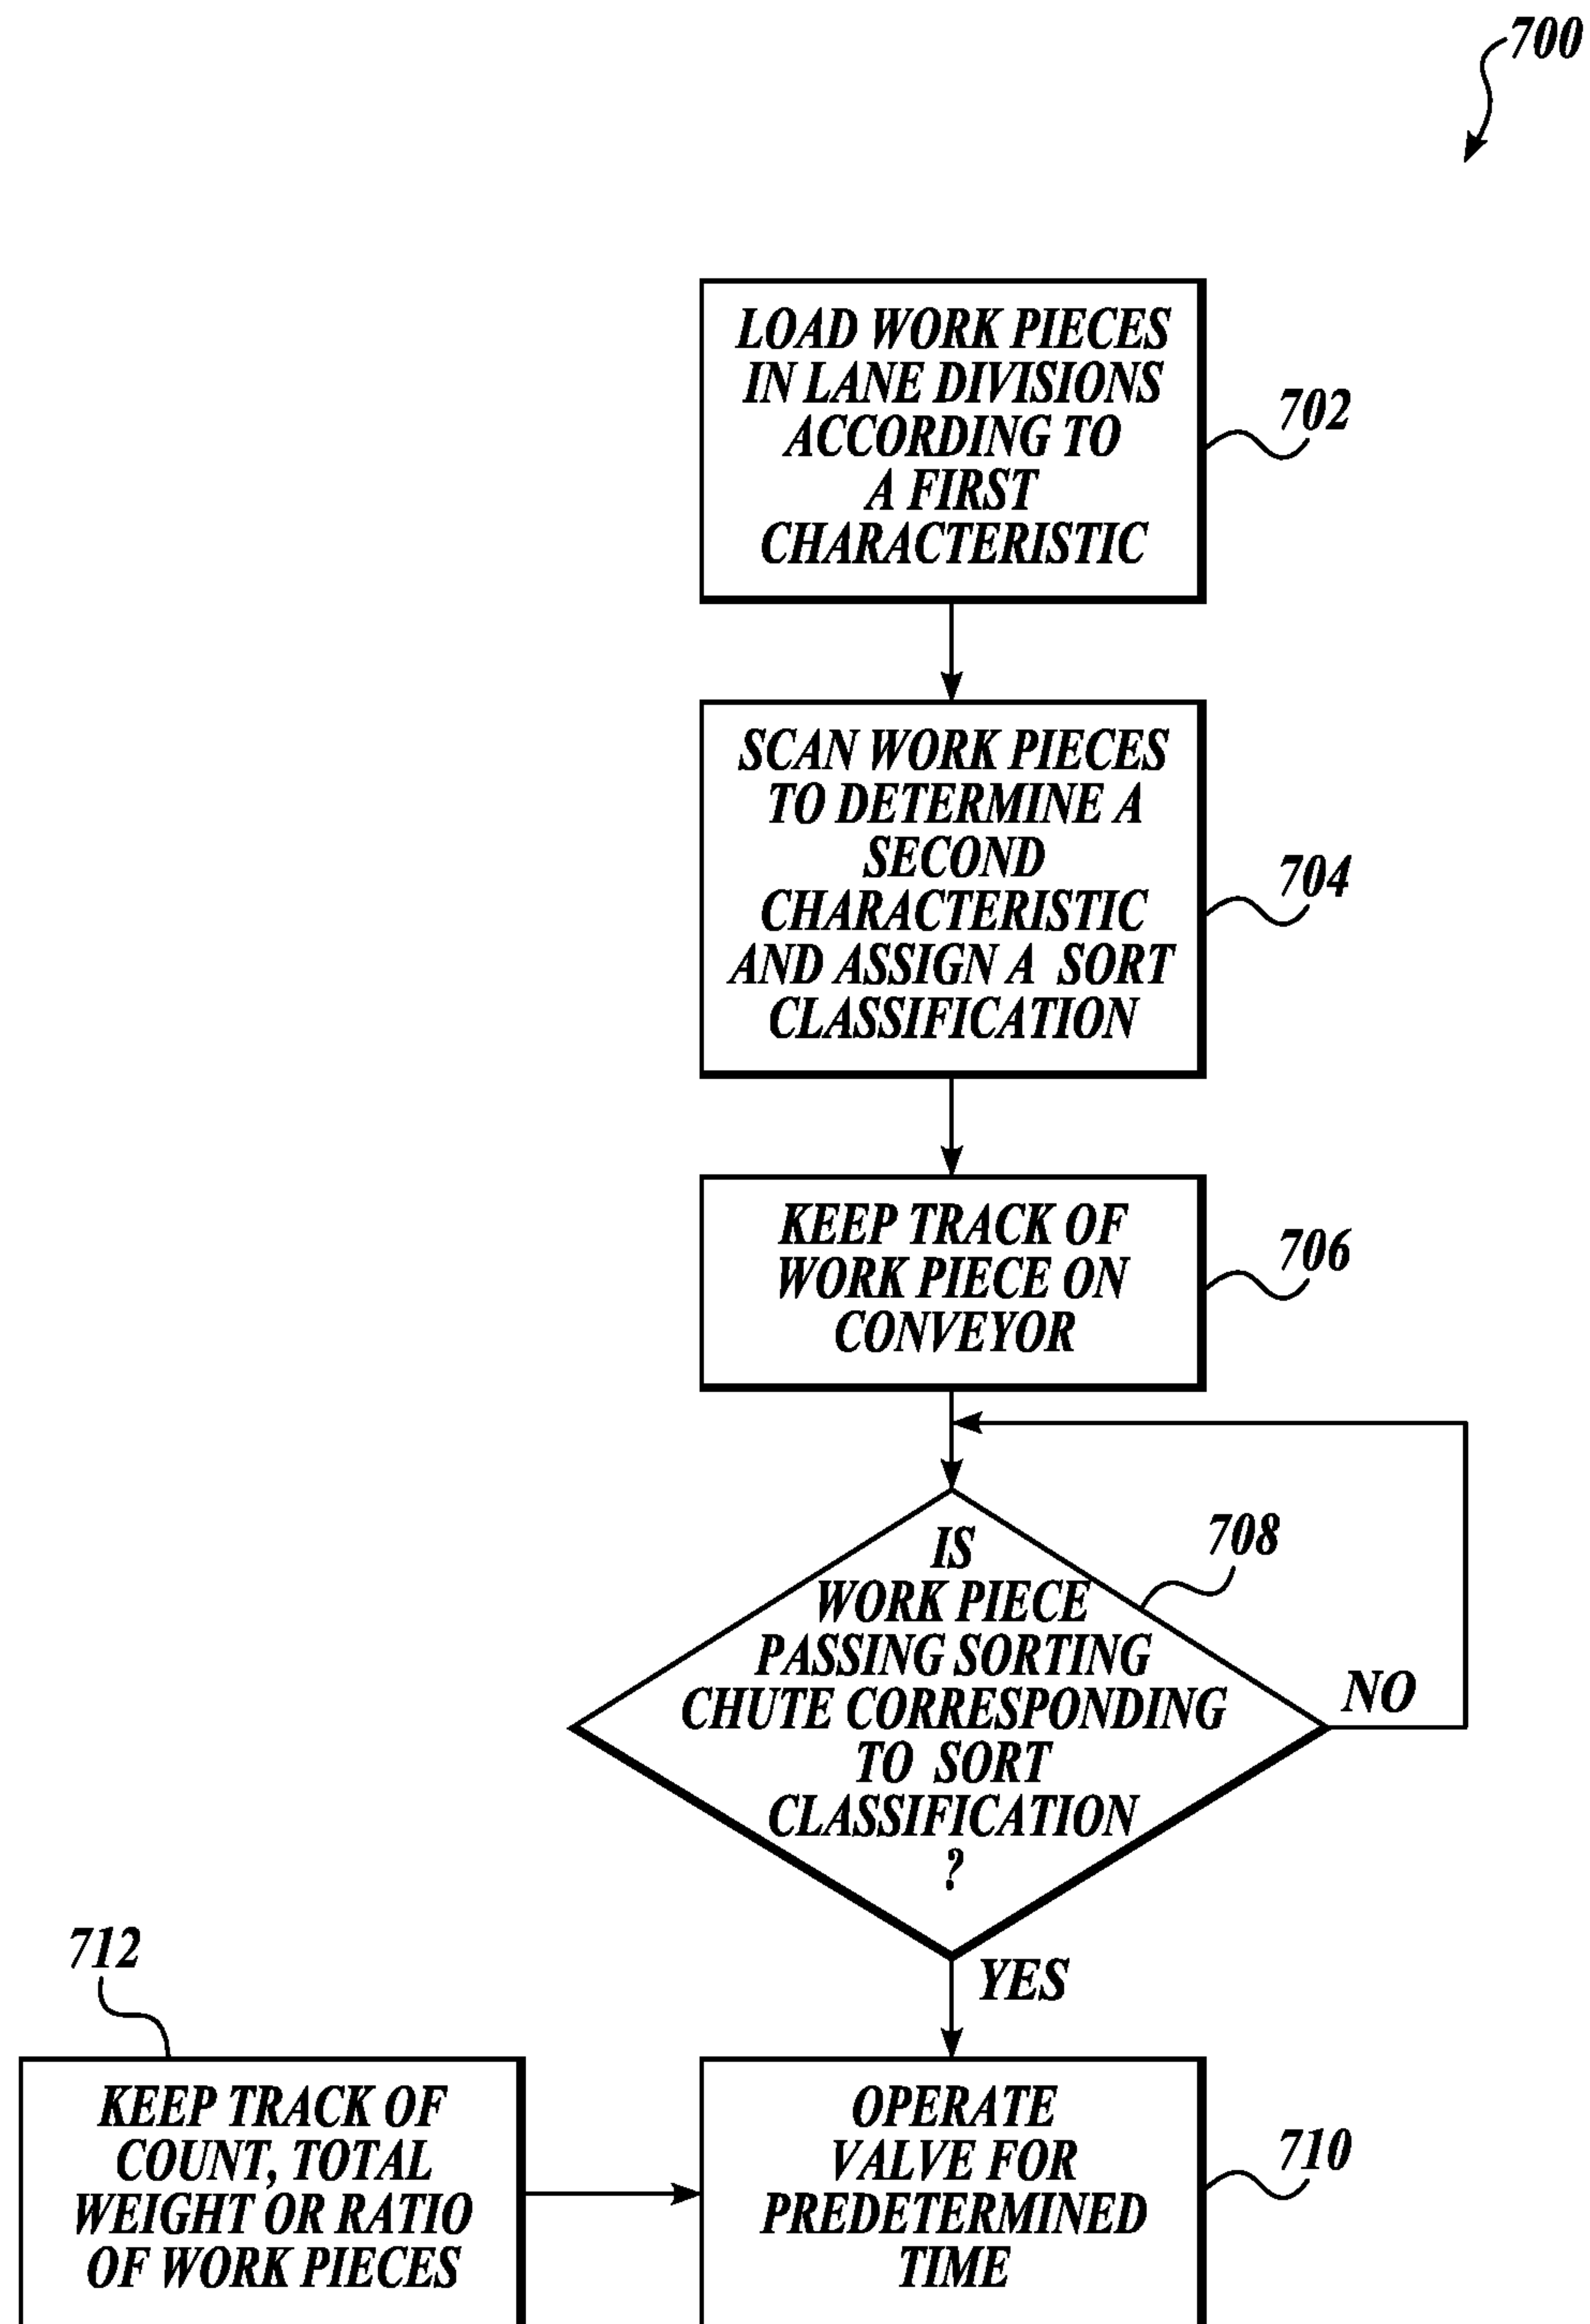 700
LOAD WORK PIECES
IN LANE DIVISIONS
ACCORDING TO
A FIRST
CHARACTERISTIC
702
SCAN WORK PIECES
TO DETERMINE A
SECOND
CHARACTERISTIC
AND ASSIGN A SORT
CLASSIFICATION
704
KEEP TRACK OF
WORK PIECE ON
CONVEYOR
706
IS
WORK PIECE
PASSING SORTING
CHUTE CORRESPONDING
TO SORT
CLASSIFICATION
?
708
NO
YES
712
KEEP TRACK OF
COUNT, TOTAL
WEIGHT OR RATIO
OF WORK PIECES
OPERATE
VALVE FOR
PREDETERMINED
TIME
710